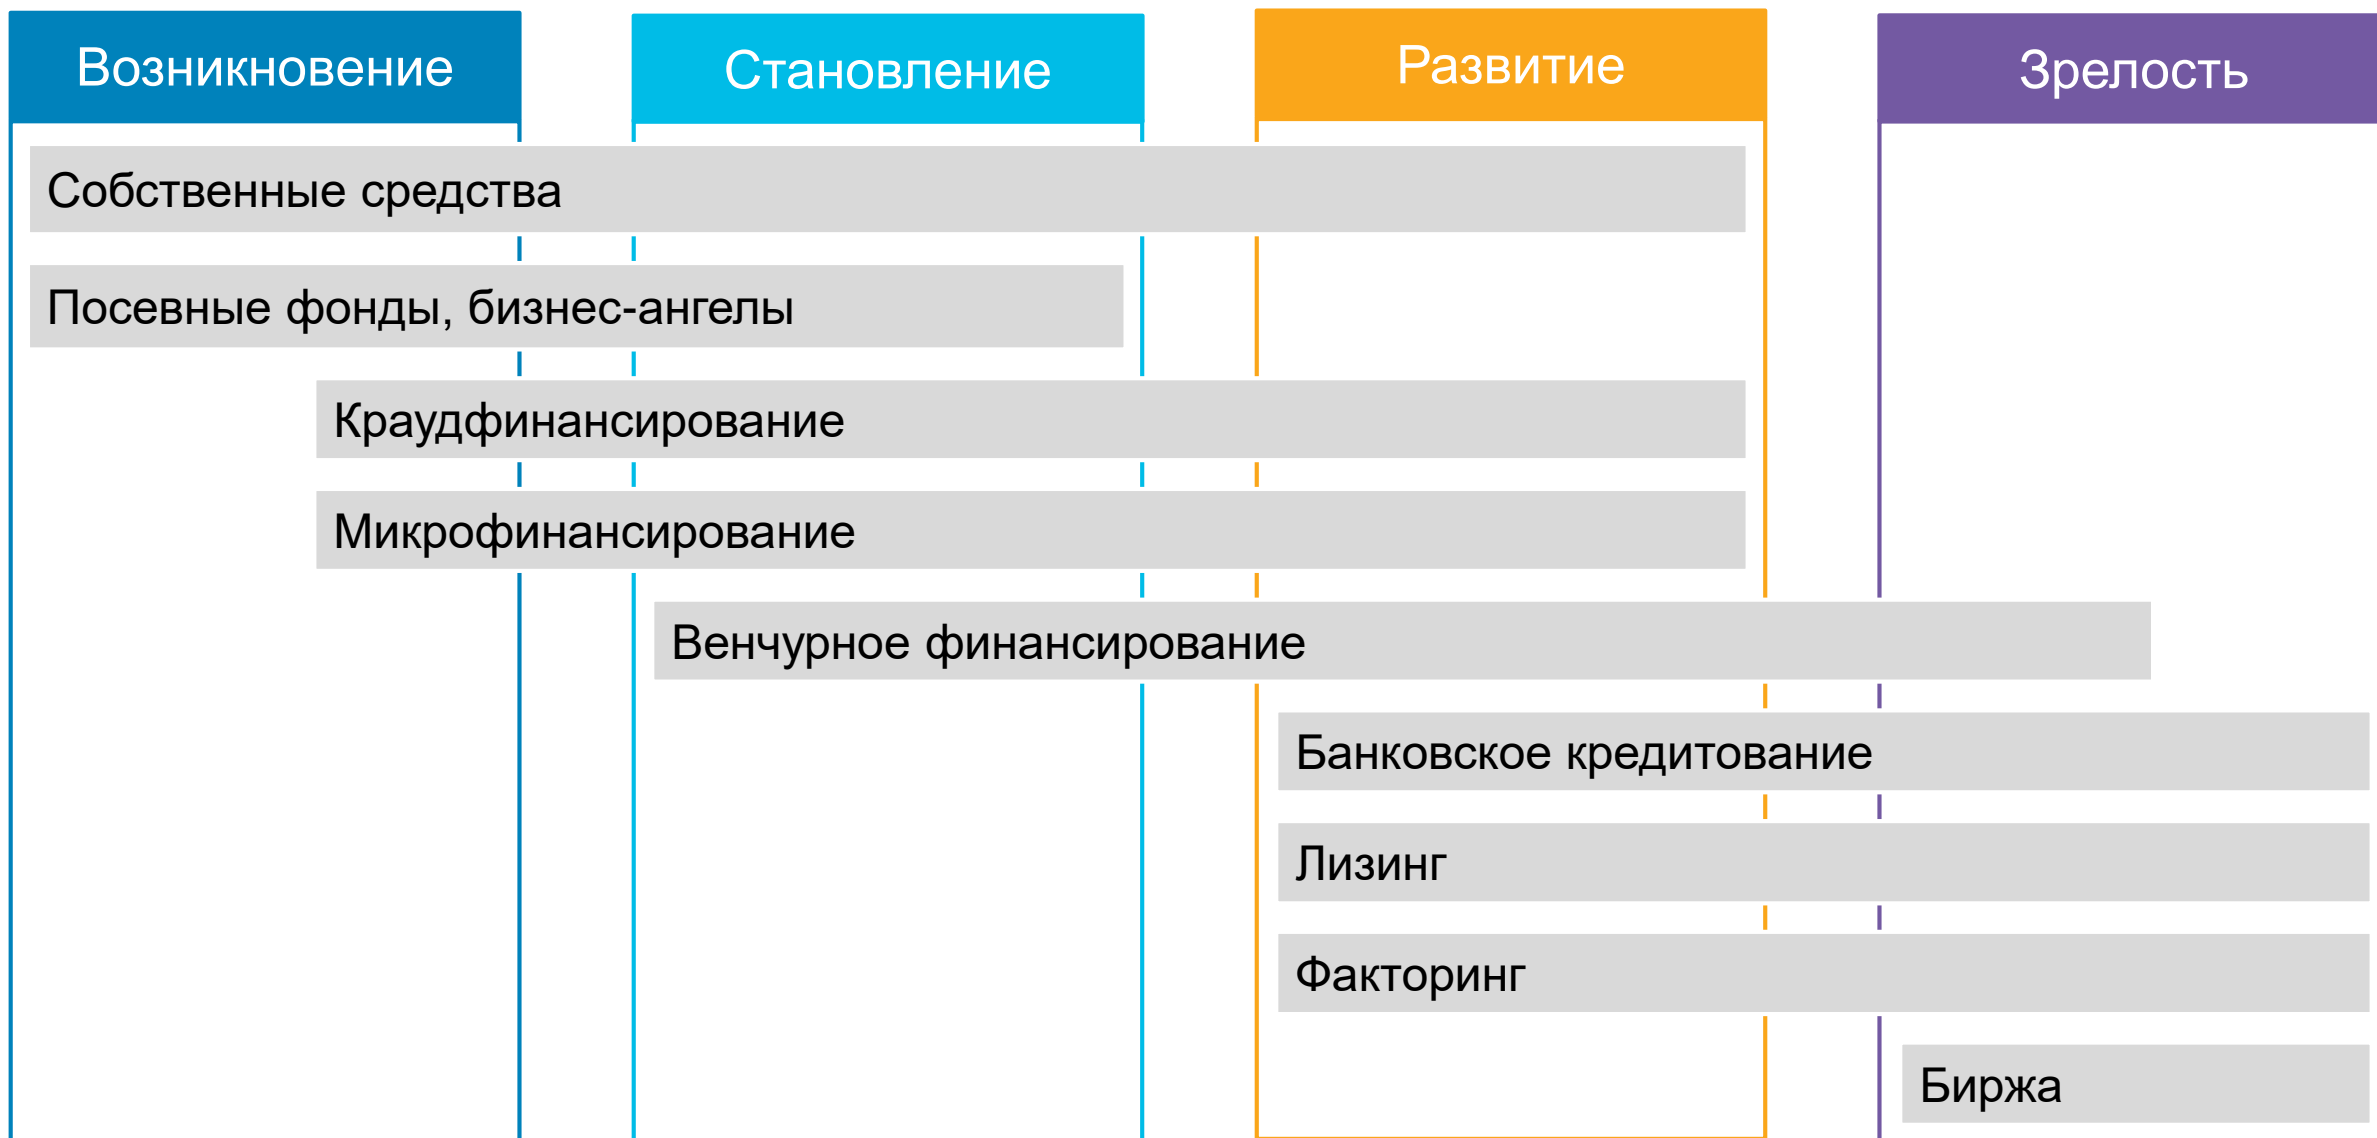 Возникновение
Становление
Развитие
Зрелость
Собственные средства
Посевные фонды, бизнес-ангелы
Краудфинансирование
Микрофинансирование
Венчурное финансирование
Банковское кредитование
Лизинг
Факторинг
Биржа